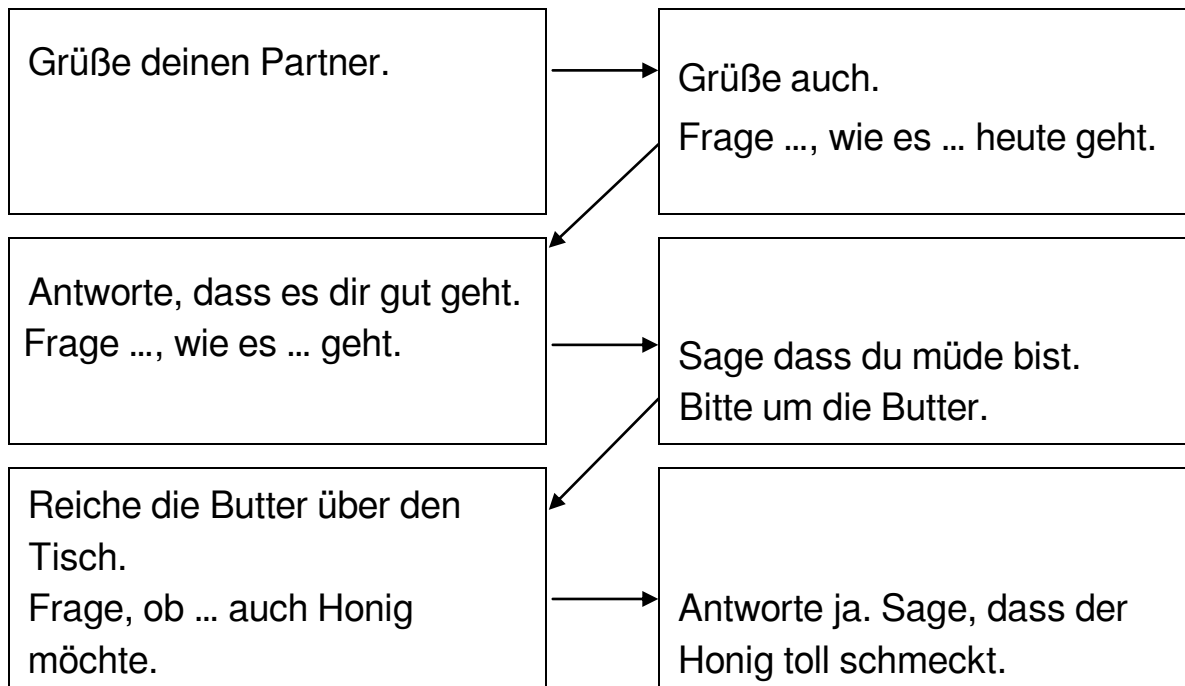 Grüße deinen Partner.
Grüße auch.
Frage ..., wie es ... heute geht.
Antworte, dass es dir gut geht.
Frage ..., wie es ... geht.
Sage dass du müde bist.
Bitte um die Butter.
Reiche die Butter über den
Tisch.
Frage, ob ... auch Honig
möchte.
Antworte ja. Sage, dass der
Honig toll schmeckt.